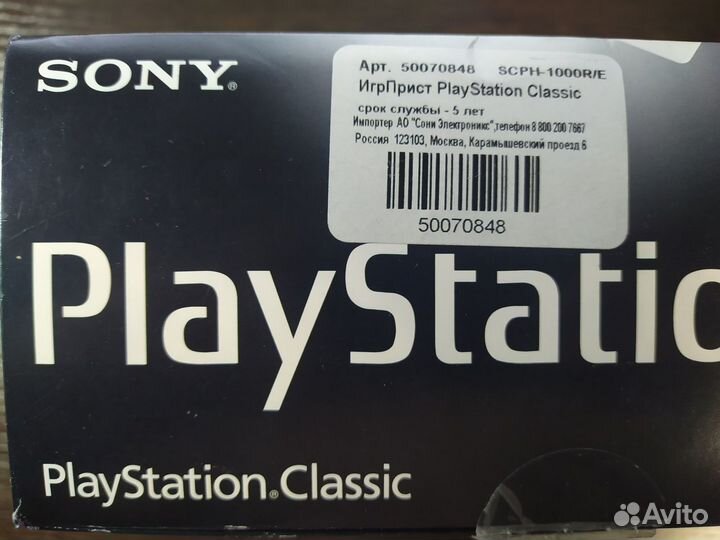 SONY®
Арт. 50070848 SCPH-1000R/E
ИгрПрист PlayStation Classic
срок службы - 5 лет
Импортер АО "Сони Электроникс",телефон 8 800 200 7667
Россия 123103, Москва, Карамышевский проезд 6
50070848
PlayStatio
PlayStation®Classic
Avito